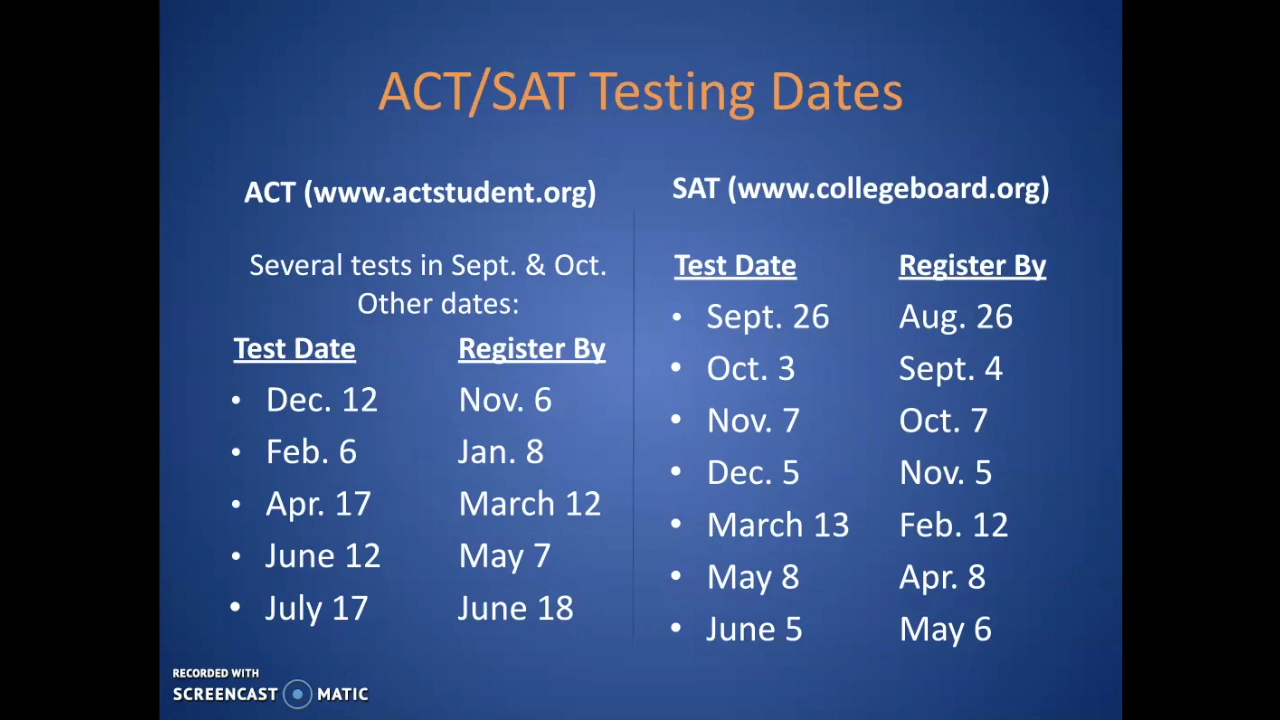 ACT/SAT Testing Dates
ACT (www.actstudent.org)
Several tests in Sept. & Oct.
Other dates:
Test Date Register By
• Dec. 12 Nov. 6
• Feb. 6 Jan. 8
• Apr. 17 March 12
• June 12 May 7
• July 17 June 18
SAT (www.collegeboard.org)
Test Date Register By
• Sept. 26 Aug. 26
• Oct. 3 Sept. 4
• Nov. 7 Oct. 7
• Dec. 5 Nov. 5
• March 13 Feb. 12
• May 8 Apr. 8
• June 5 May 6
RECORDED WITH
SCREENCAST MATIC